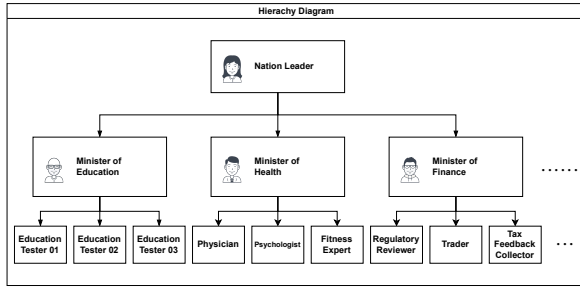 Hierachy Diagram
Nation Leader
Minister of
Education
Minister of
Health
Minister of
Finance
.......
Education
Tester 01
Education
Tester 02
Education
Tester 03
Physician
Psychologist
Fitness
Expert
Regulatory
Reviewer
Trader
Tax
Feedback
Collector
...